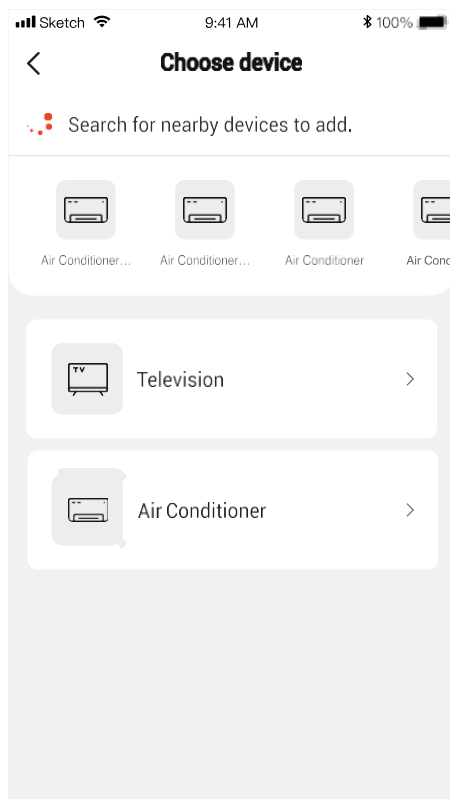 Sketch 9:41 AM 100%
Choose device
Search for nearby devices to add.
Air Conditioner... Air Conditioner... Air Conditioner Air Cond
TV
Television
Air Conditioner